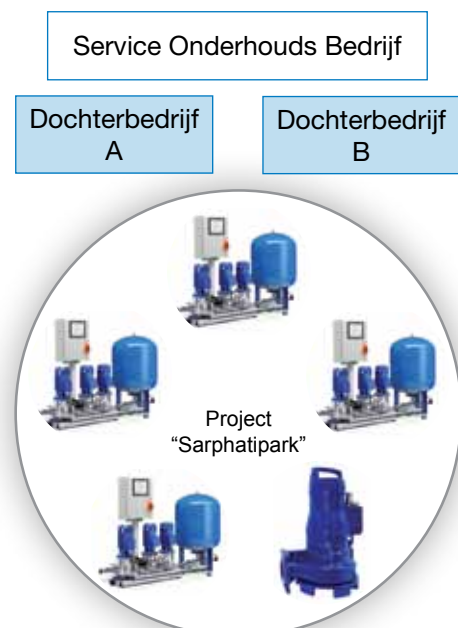 Service Onderhouds Bedrijf
Dochterbedrijf
A
Dochterbedrijf
B
Project
“Sarphatipark”